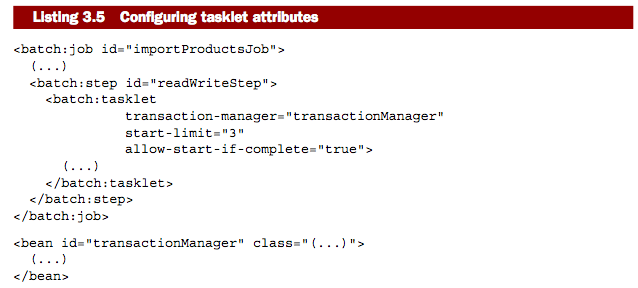 Listing 3.5 Configuring tasklet attributes
<batch:job id="importProductsJob">
  (...)
  <batch:step id="readWriteStep">
    <batch:tasklet
              transaction-manager="transactionManager"
              start-limit="3"
              allow-start-if-complete="true">
      (...)
    </batch:tasklet>
  </batch:step>
</batch:job>
<bean id="transactionManager" class="(...)">
  (...)
</bean>